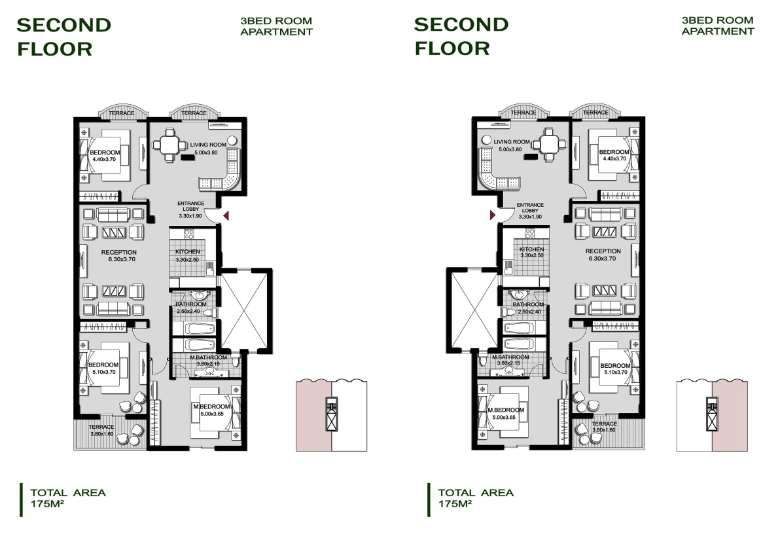 SECOND
FLOOR
3BED ROOM
APARTMENT
TERRACE
TERRACE
BEDROOM
4.40x3.70
LIVING ROOM
5.00x3.60
ENTRANCE
LOBBY
3.30x1.90
RECEPTION
6.30x3.70
KITCHEN
3.30x2.50
BATHROOM
2.50x2.40
M.BATHROOM
3.50x2.15
BEDROOM
5.10x3.70
M.BEDROOM
5.00x3.65
TERRACE
3.80x1.60
TOTAL AREA
175M²
SECOND
FLOOR
3BED ROOM
APARTMENT
TERRACE
TERRACE
LIVING ROOM
5.00x3.60
BEDROOM
4.40x3.70
ENTRANCE
LOBBY
3.30x1.90
RECEPTION
6.30x3.70
KITCHEN
3.30x2.50
BATHROOM
2.50x2.40
M.BATHROOM
3.50x2.15
BEDROOM
5.10x3.70
M.BEDROOM
5.00x3.65
TERRACE
3.80x1.60
TOTAL AREA
175M²